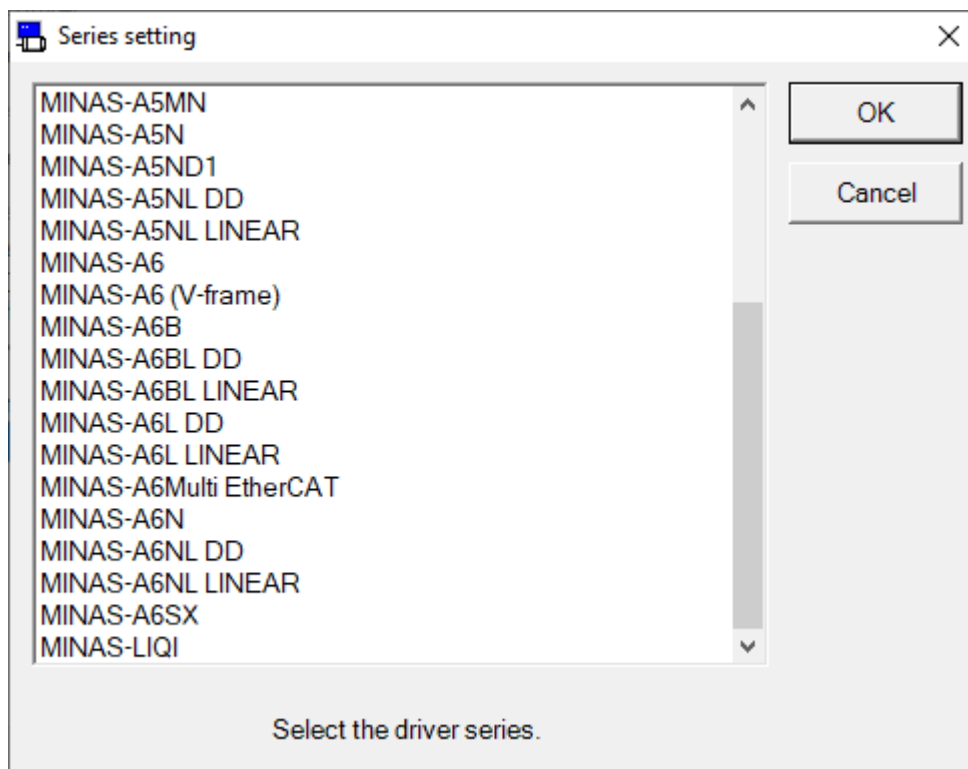 Series setting
MINAS-A5MN
MINAS-A5N
MINAS-A5ND1
MINAS-A5NL DD
MINAS-A5NL LINEAR
MINAS-A6
MINAS-A6 (V-frame)
MINAS-A6B
MINAS-A6BL DD
MINAS-A6BL LINEAR
MINAS-A6L DD
MINAS-A6L LINEAR
MINAS-A6Multi EtherCAT
MINAS-A6N
MINAS-A6NL DD
MINAS-A6NL LINEAR
MINAS-A6SX
MINAS-LIQI
OK
Cancel
Select the driver series.